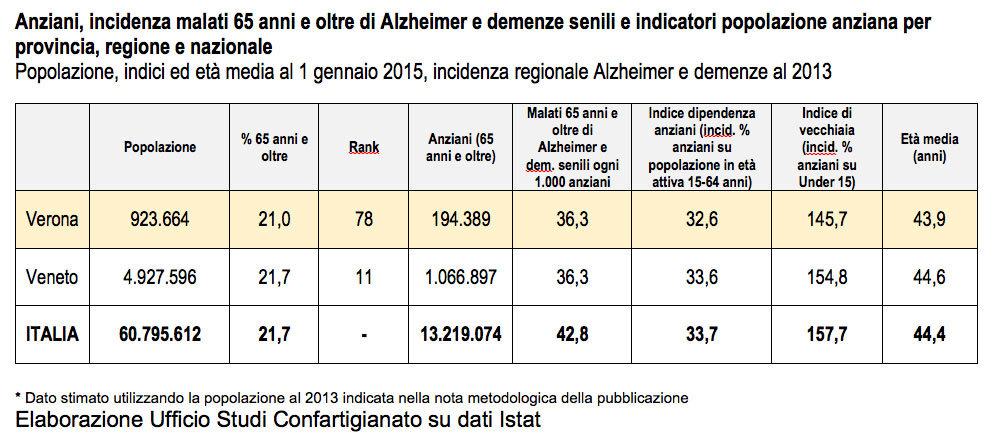 Anziani, incidenza malati 65 anni e oltre di Alzheimer e demenze senili e indicatori popolazione anziana per
provincia, regione e nazionale
Popolazione, indici ed età media al 1 gennaio 2015, incidenza regionale Alzheimer e demenze al 2013
Popolazione
% 65 anni e
oltre
Rank
Anziani (65
anni e oltre)
Malati 65 anni e
oltre di
Alzheimer e
dem. senili ogni
1.000 anziani
Indice dipendenza
anziani (incid. %
anziani su
popolazione in età
attiva 15-64 anni)
Indice di
vecchiaia
(incid. %
anziani su
Under 15)
Età media
(anni)
Verona 923.664 21,0 78 194.389 36,3 32,6 145,7 43,9
Veneto 4.927.596 21,7 11 1.066.897 36,3 33,6 154,8 44,6
ITALIA 60.795.612 21,7 - 13.219.074 42,8 33,7 157,7 44,4
* Dato stimato utilizzando la popolazione al 2013 indicata nella nota metodologica della pubblicazione
Elaborazione Ufficio Studi Confartigianato su dati Istat